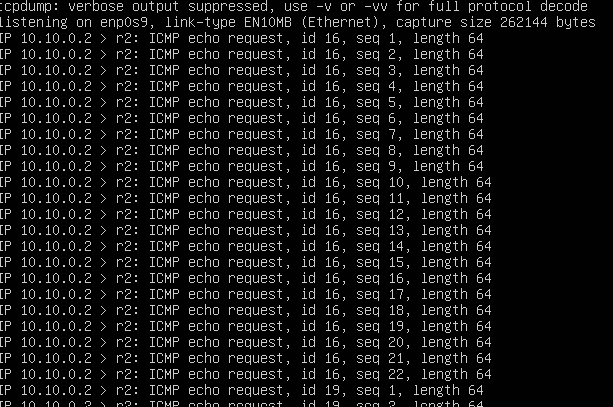 tcpdump: verbose output suppressed, use -v or -vv for full protocol decode
listening on enp0s9, link-type EN10MB (Ethernet), capture size 262144 bytes
IP 10.10.0.2 > r2: ICMP echo request, id 16, seq 1, length 64
IP 10.10.0.2 > r2: ICMP echo request, id 16, seq 2, length 64
IP 10.10.0.2 > r2: ICMP echo request, id 16, seq 3, length 64
IP 10.10.0.2 > r2: ICMP echo request, id 16, seq 4, length 64
IP 10.10.0.2 > r2: ICMP echo request, id 16, seq 5, length 64
IP 10.10.0.2 > r2: ICMP echo request, id 16, seq 6, length 64
IP 10.10.0.2 > r2: ICMP echo request, id 16, seq 7, length 64
IP 10.10.0.2 > r2: ICMP echo request, id 16, seq 8, length 64
IP 10.10.0.2 > r2: ICMP echo request, id 16, seq 9, length 64
IP 10.10.0.2 > r2: ICMP echo request, id 16, seq 10, length 64
IP 10.10.0.2 > r2: ICMP echo request, id 16, seq 11, length 64
IP 10.10.0.2 > r2: ICMP echo request, id 16, seq 12, length 64
IP 10.10.0.2 > r2: ICMP echo request, id 16, seq 13, length 64
IP 10.10.0.2 > r2: ICMP echo request, id 16, seq 14, length 64
IP 10.10.0.2 > r2: ICMP echo request, id 16, seq 15, length 64
IP 10.10.0.2 > r2: ICMP echo request, id 16, seq 16, length 64
IP 10.10.0.2 > r2: ICMP echo request, id 16, seq 17, length 64
IP 10.10.0.2 > r2: ICMP echo request, id 16, seq 18, length 64
IP 10.10.0.2 > r2: ICMP echo request, id 16, seq 19, length 64
IP 10.10.0.2 > r2: ICMP echo request, id 16, seq 20, length 64
IP 10.10.0.2 > r2: ICMP echo request, id 16, seq 21, length 64
IP 10.10.0.2 > r2: ICMP echo request, id 16, seq 22, length 64
IP 10.10.0.2 > r2: ICMP echo request, id 19, seq 1, length 64
IP 10.10.0.2 > r2: ICMP echo request, id 19, seq 2, length 64